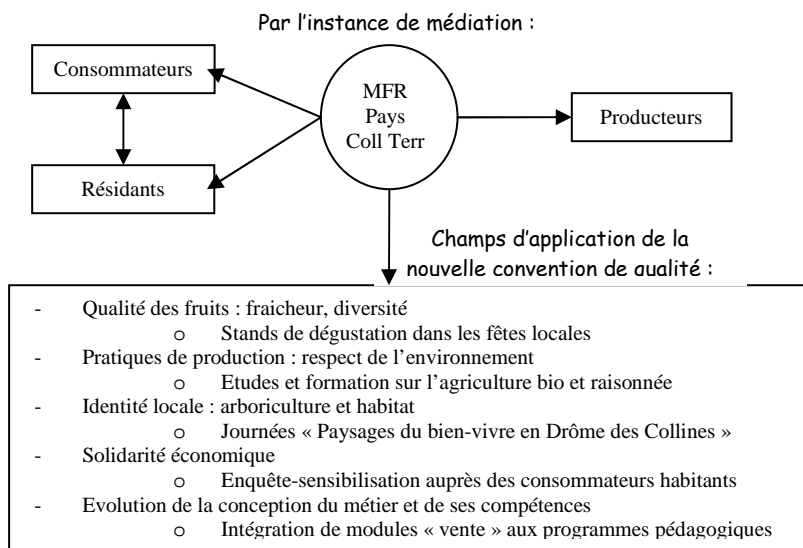 Par l'instance de médiation :
Consommateurs
MFR
Pays
Coll Terr
Producteurs
Résidants
Champs d'application de la
nouvelle convention de qualité :
- Qualité des fruits : fraicheur, diversité
o Stands de dégustation dans les fêtes locales
- Pratiques de production : respect de l'environnement
o Etudes et formation sur l'agriculture bio et raisonnée
- Identité locale : arboriculture et habitat
o Journées « Paysages du bien-vivre en Drôme des Collines »
- Solidarité économique
o Enquête-sensibilisation auprès des consommateurs habitants
- Evolution de la conception du métier et de ses compétences
o Intégration de modules « vente » aux programmes pédagogiques